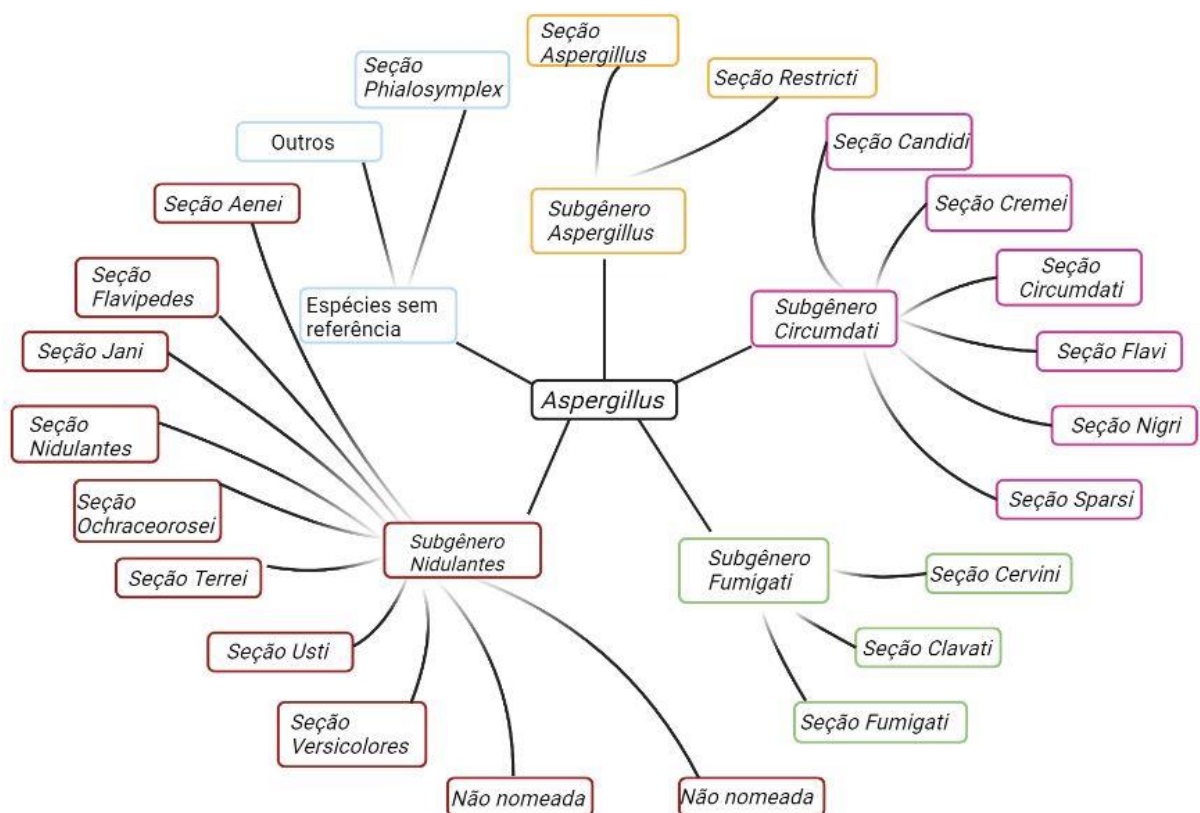 Seção
Aspergillus
Seção
Phialosymplex
Seção Restricti
Outros
Seção Candidi
Seção Aenei
Subgênero
Aspergillus
Seção Cremei
Seção
Flavipedes
Espécies sem
referência
Subgênero
Circumdati
Seção
Circumdati
Seção Jani
Seção Flavi
Aspergillus
Seção
Nidulantes
Seção Nigri
Seção
Ochraceorosei
Seção Sparsi
Subgênero
Nidulantes
Subgênero
Fumigati
Seção Terrei
Seção Cervini
Seção Usti
Seção Clavati
Seção
Versicolores
Seção Fumigati
Não nomeada
Não nomeada